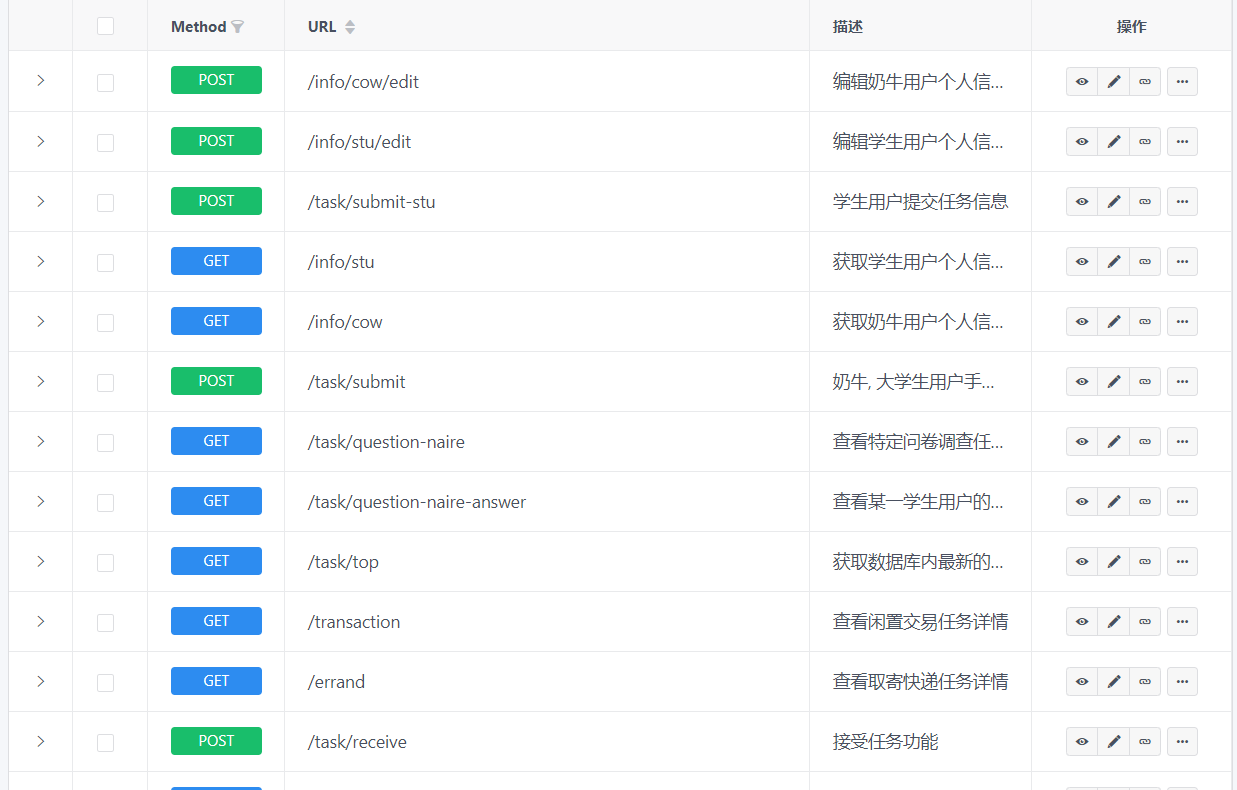 Method URL 描述 操作
POST /info/cow/edit 编辑奶牛用户个人信...
POST /info/stu/edit 编辑学生用户个人信...
POST /task/submit-stu 学生用户提交任务信息
GET /info/stu 获取学生用户个人信...
GET /info/cow 获取奶牛用户个人信...
POST /task/submit 奶牛, 大学生用户手...
GET /task/question-naire 查看特定问卷调查任...
GET /task/question-naire-answer 查看某一学生用户的...
GET /task/top 获取数据库内最新的...
GET /transaction 查看闲置交易任务详情
GET /errand 查看取寄快递任务详情
POST /task/receive 接受任务功能